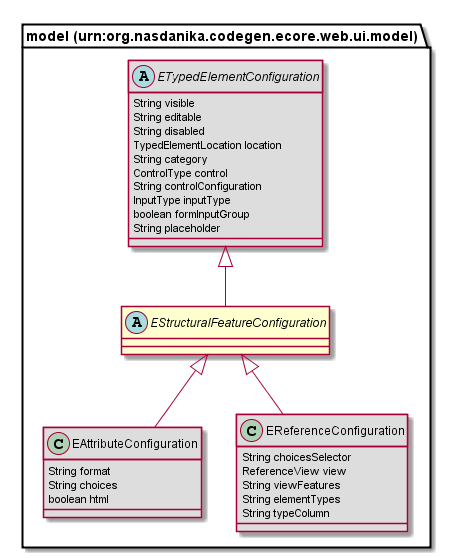 model (urn:org.nasdanika.codegen.ecore.web.ui.model)
A ETypedElementConfiguration
String visible
String editable
String disabled
TypedElementLocation location
String category
ControlType control
String controlConfiguration
InputType inputType
boolean formInputGroup
String placeholder
A EStructuralFeatureConfiguration
C EAttributeConfiguration
String format
String choices
boolean html
C EReferenceConfiguration
String choicesSelector
ReferenceView view
String viewFeatures
String elementTypes
String typeColumn